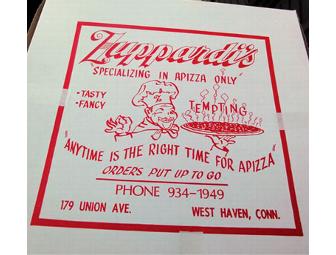 Zuppardi's
"SPECIALIZING IN APIZZA ONLY"
-TASTY
-FANCY
TEMPTING
"ANYTIME IS THE RIGHT TIME FOR APIZZA"
ORDERS PUT UP TO GO
PHONE 934-1949
179 UNION AVE.
WEST HAVEN, CONN.